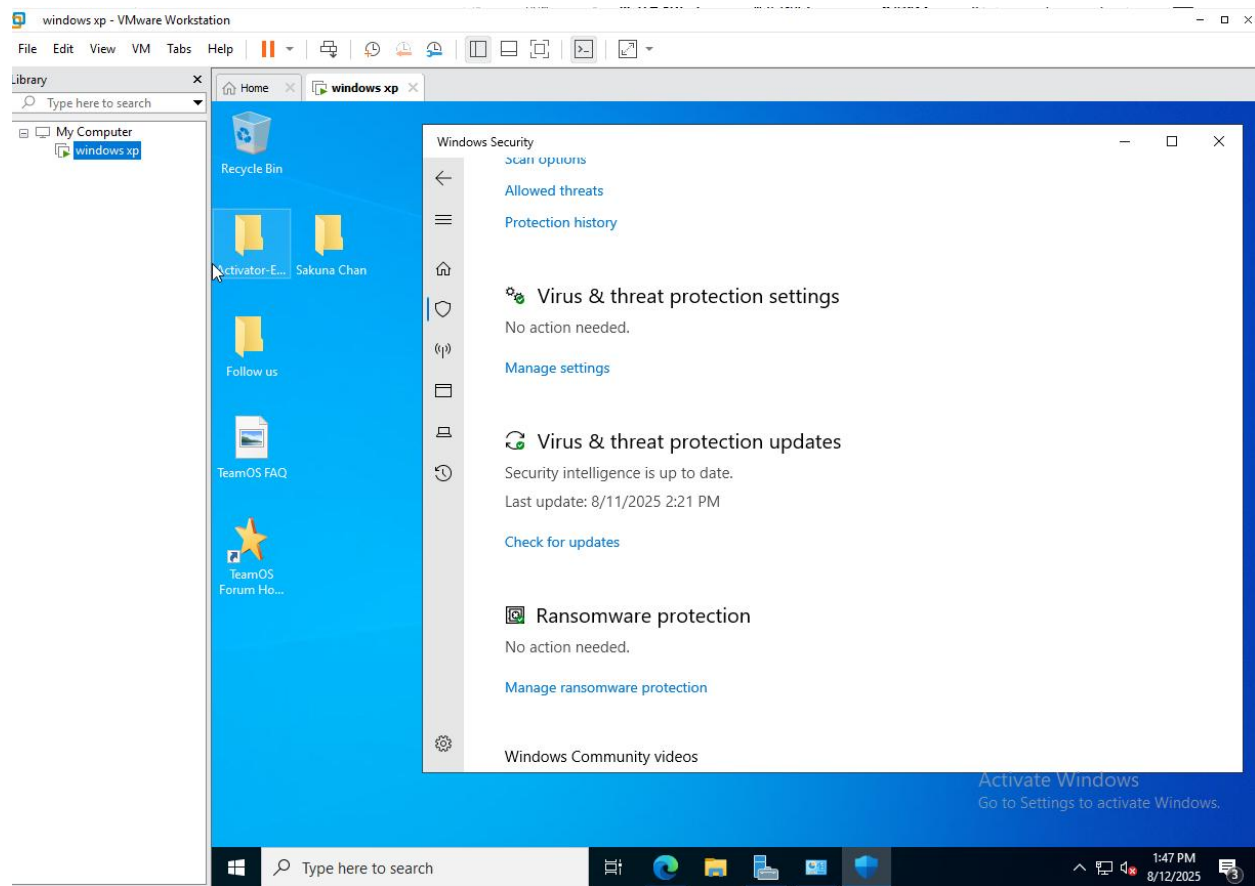 windows xp - VMware Workstation
File Edit View VM Tabs Help
Library
Type here to search
Home
windows xp
My Computer
windows xp
Recycle Bin
Activator-E...
Sakuna Chan
Follow us
TeamOS FAQ
TeamOS
Forum Ho...
Windows Security
Scan options
Allowed threats
Protection history
Virus & threat protection settings
No action needed.
Manage settings
Virus & threat protection updates
Security intelligence is up to date.
Last update: 8/11/2025 2:21 PM
Check for updates
Ransomware protection
No action needed.
Manage ransomware protection
Windows Community videos
Activate Windows
Go to Settings to activate Windows.
Type here to search
1:47 PM
8/12/2025
3